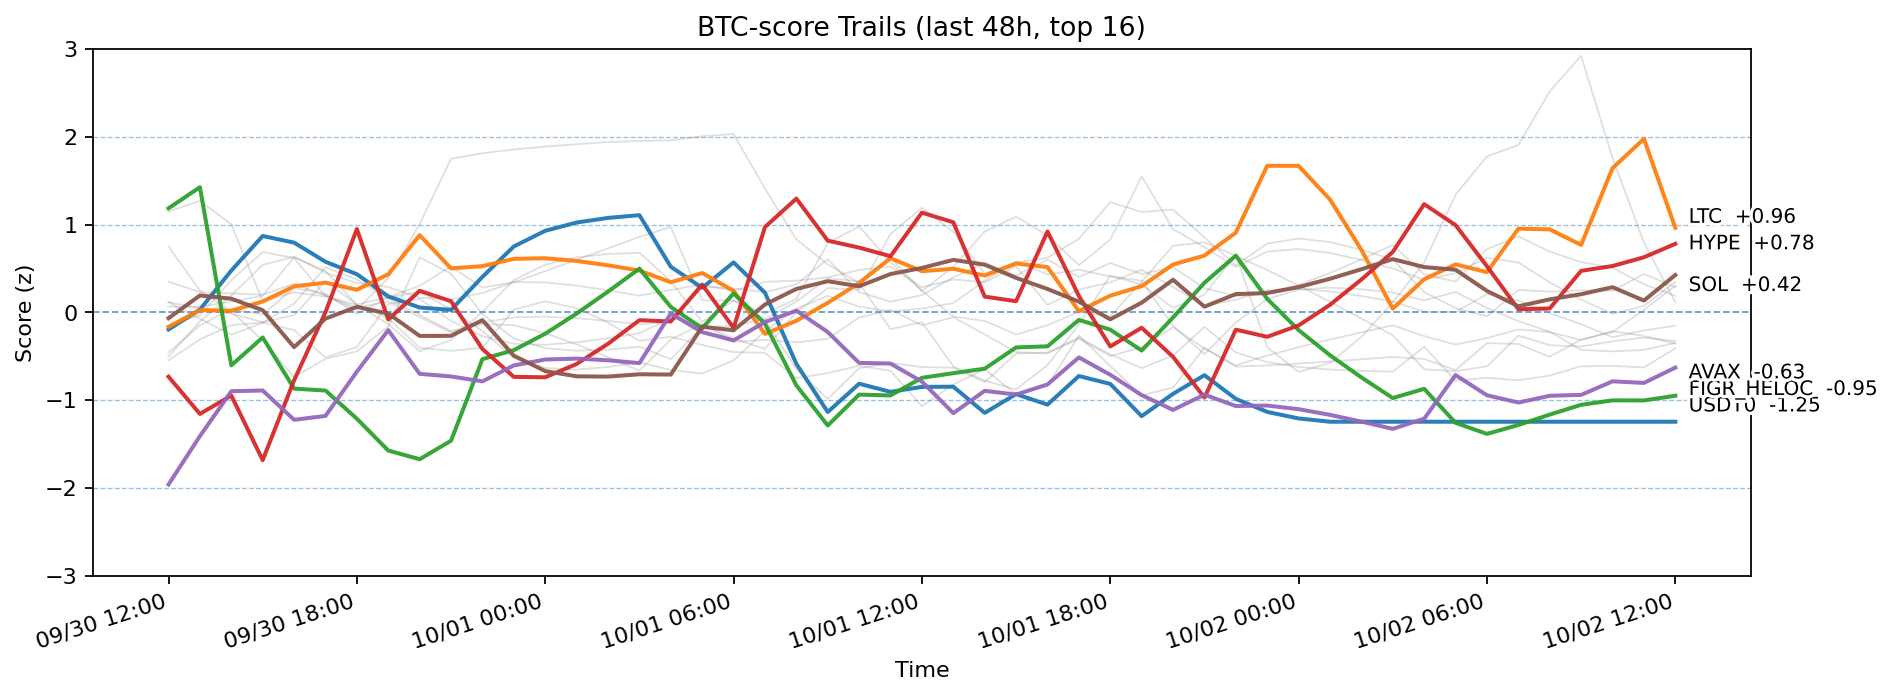 BTC-score Trails (last 48h, top 16)
Score (z)
3
2
1
0
−1
−2
−3
LTC +0.96
HYPE +0.78
SOL +0.42
AVAX -0.63
FIGR_HELOC -0.95
USDT0 -1.25
09/30 12:00
09/30 18:00
10/01 00:00
10/01 06:00
10/01 12:00
10/01 18:00
10/02 00:00
10/02 06:00
10/02 12:00
Time